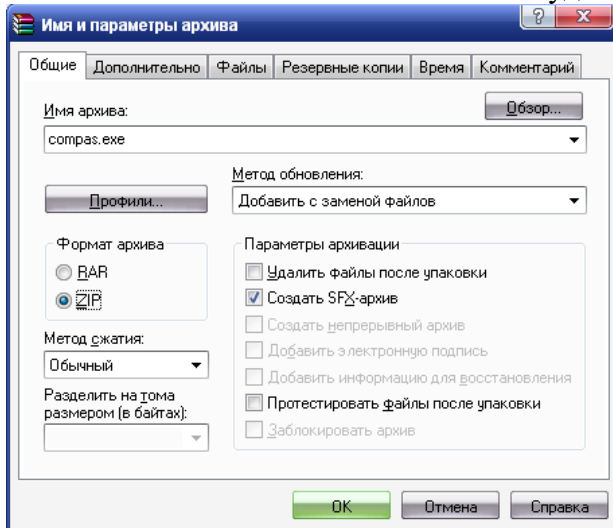 Имя и параметры архива
Общие Дополнительно Файлы Резервные копии Время Комментарий
Имя архива:
Обзор...
compas.exe
Метод обновления:
Профили...
Добавить с заменой файлов
Формат архива
Параметры архивации
RAR
Удалить файлы после упаковки
ZIP
Создать SFX-архив
Создать непрерывный архив
Метод сжатия:
Добавить электронную подпись
Обычный
Добавить информацию для восстановления
Разделить на тома
размером (в байтах):
Протестировать файлы после упаковки
Заблокировать архив
OK Отмена Справка